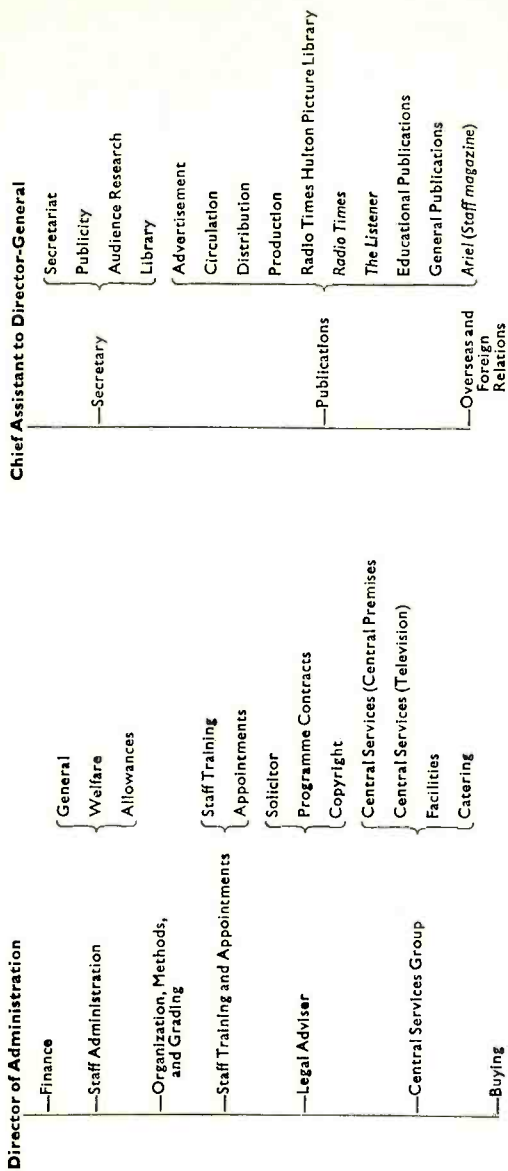 Director of Administration
—Finance
—Staff Administration
General
Welfare
Allowances
—Organization, Methods,
and Grading
—Staff Training and Appointments
Staff Training
Appointments
—Legal Adviser
Solicitor
Programme Contracts
Copyright
—Central Services Group
Central Services (Central Premises
Central Services (Television)
Facilities
Catering
—Buying
Chief Assistant to Director-General
—Secretary
Secretariat
Publicity
Audience Research
Library
—Publications
Advertisement
Circulation
Distribution
Production
Radio Times Hulton Picture Library
Radio Times
The Listener
Educational Publications
General Publications
Ariel (Staff magazine)
—Overseas and
Foreign
Relations